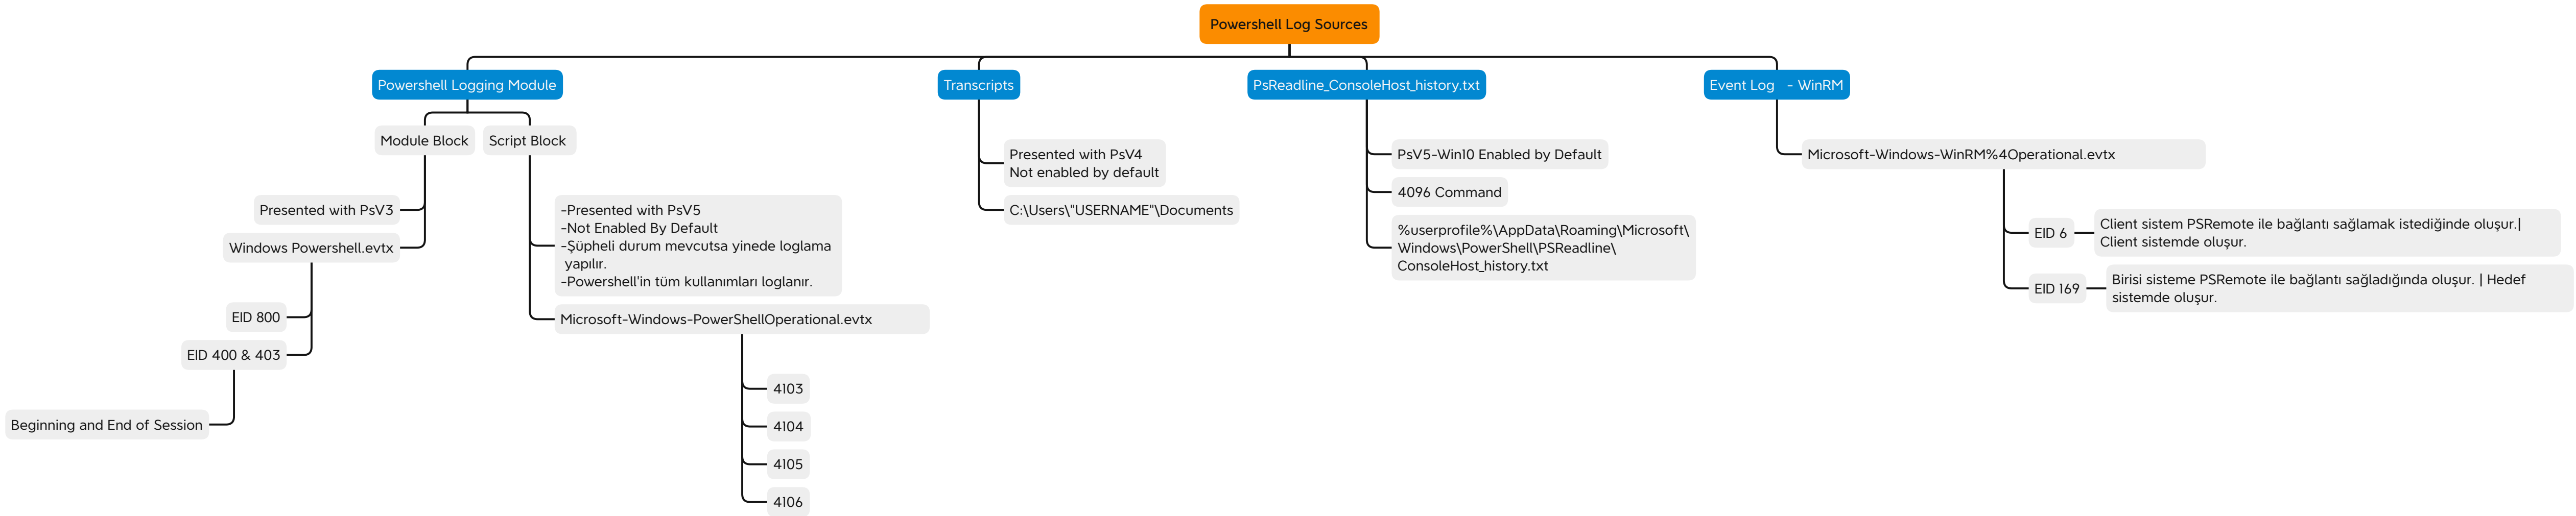 Powershell Log Sources
Powershell Logging Module
Module Block
Presented with PsV3
Windows Powershell.evtx
EID 800
EID 400 & 403
Beginning and End of Session
Script Block
-Presented with PsV5
-Not Enabled By Default
-Şüpheli durum mevcutsa yinede loglama
yapılır.
-Powershell'in tüm kullanımları loglanır.
Microsoft-Windows-PowerShellOperational.evtx
4103
4104
4105
4106
Transcripts
Presented with PsV4
Not enabled by default
C:\Users\"USERNAME"\Documents
PsReadline_ConsoleHost_history.txt
PsV5-Win10 Enabled by Default
4096 Command
%userprofile%\AppData\Roaming\Microsoft\
Windows\PowerShell\PSReadline\
ConsoleHost_history.txt
Event Log - WinRM
Microsoft-Windows-WinRM%4Operational.evtx
EID 6
Client sistem PSRemote ile bağlantı sağlamak istediğinde oluşur.|
Client sistemde oluşur.
EID 169
Birisi sisteme PSRemote ile bağlantı sağladığında oluşur. | Hedef
sistemde oluşur.